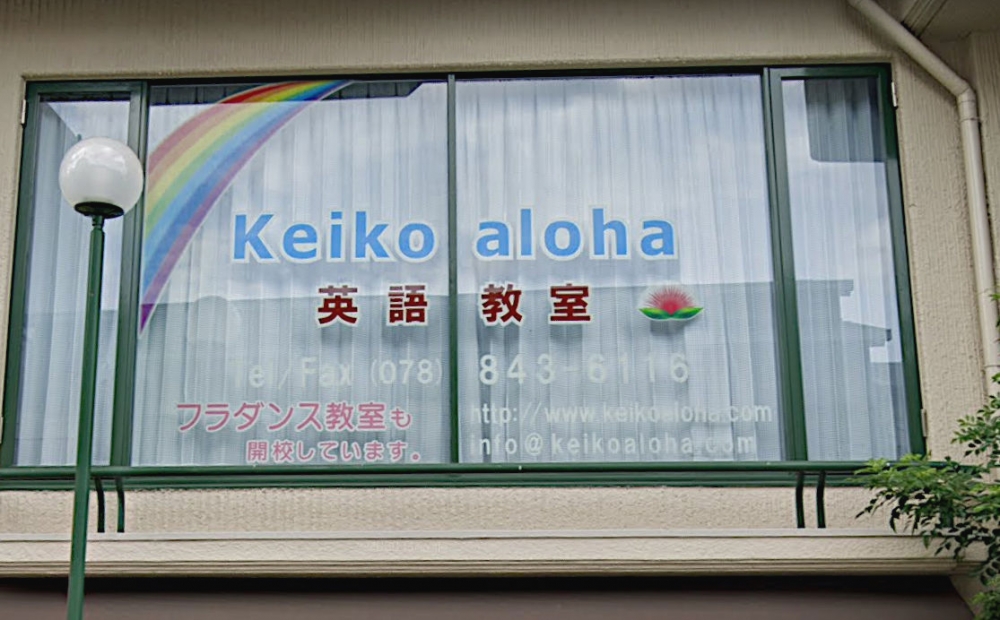 Keiko aloha
英語 教室
Tel/Fax (078) 843-6116
フラダンス教室も
開校しています。
http://www.keikoaloha.com
info@keikoaloha.com